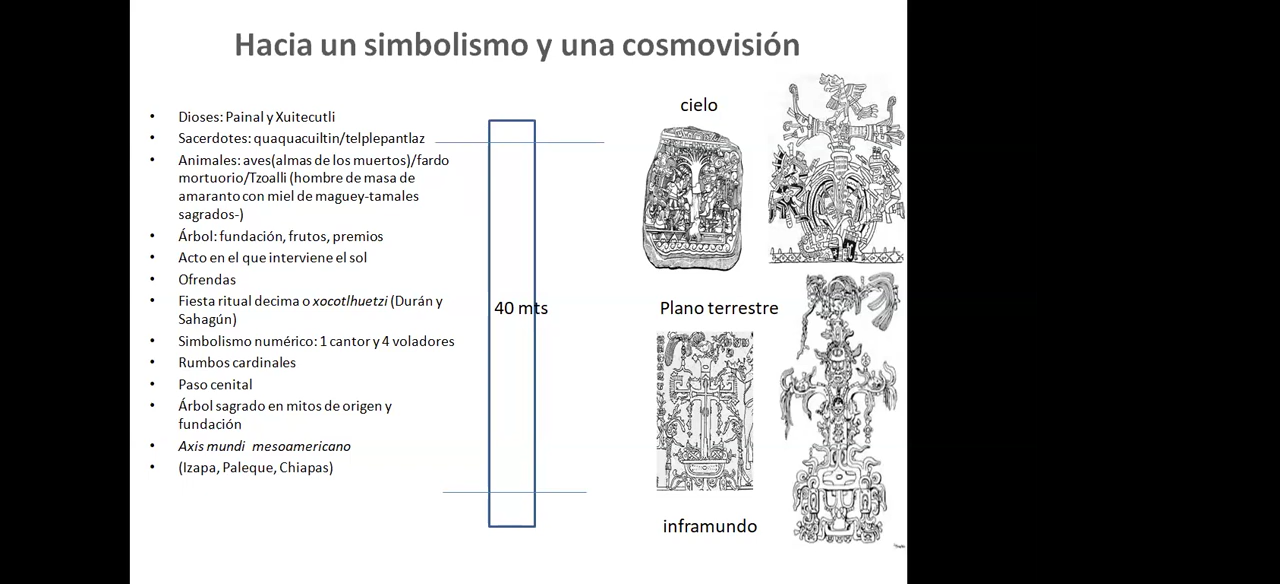 Hacia un simbolismo y una cosmovisión
• Dioses: Painal y Xuitecutli
• Sacerdotes: quaquacuiltin/telplepantlaz
• Animales: aves(almas de los muertos)/fardo
mortuorio/Tzoalli (hombre de masa de
amaranto con miel de maguey-tamales
sagrados-)
• Árbol: fundación, frutos, premios
• Acto en el que interviene el sol
• Ofrendas
• Fiesta ritual decima o xocotlhuetzi (Durán y
Sahagún)
• Simbolismo numérico: 1 cantor y 4 voladores
• Rumbos cardinales
• Paso cenital
• Árbol sagrado en mitos de origen y
fundación
• Axis mundi mesoamericano
• (Izapa, Paleque, Chiapas)
40 mts
cielo
Plano terrestre
inframundo